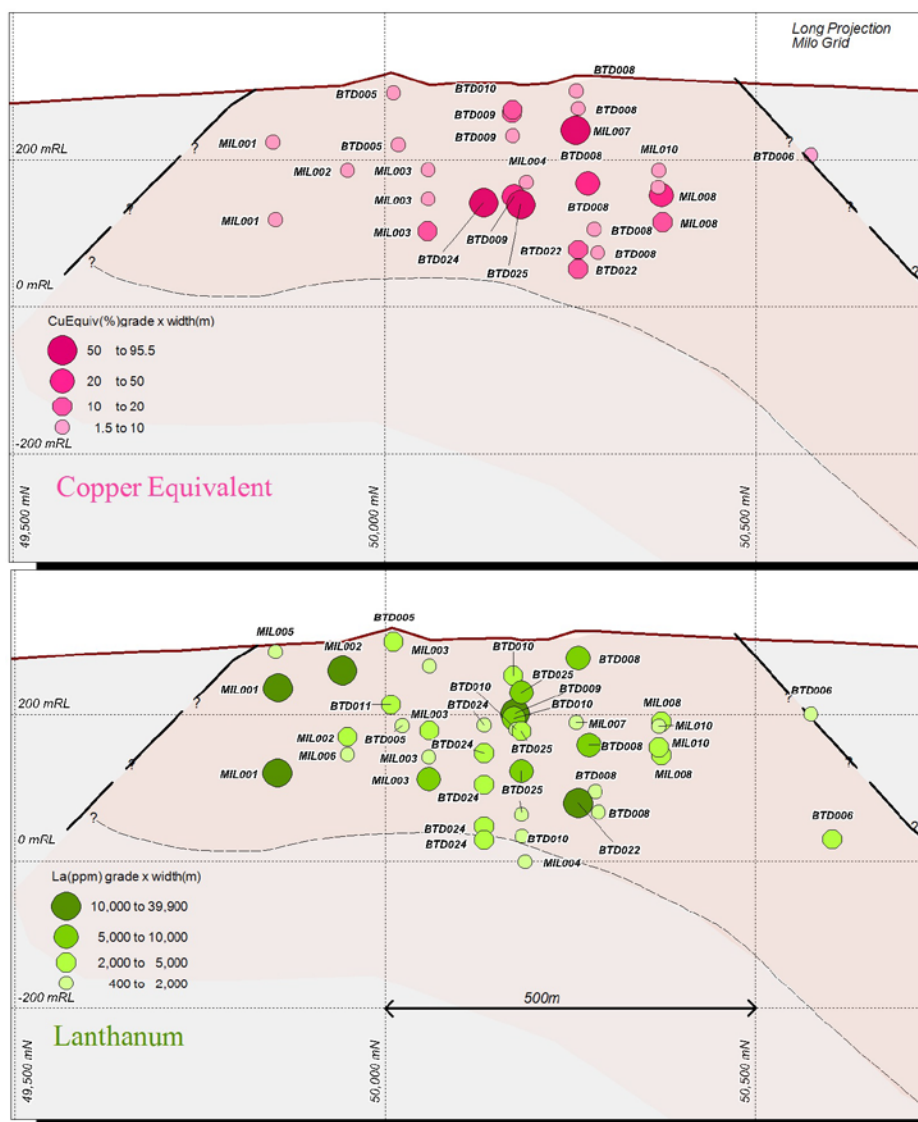 Long Projection
Milo Grid
BTD008
BTD010
BTD005
BTD009
BTD008
MIL007
MIL001
BTD005
BTD009
MIL010
BTD006
200 mRL
MIL002
MIL003
MIL004
BTD008
MIL003
BTD008
MIL008
MIL001
MIL003
BTD009
BTD008
MIL008
BTD024
BTD022
BTD008
BTD025
BTD022
?
?
?
?
?
?
0 mRL
CuEquiv(%)grade x width(m)
50 to 95.5
20 to 50
10 to 20
1.5 to 10
-200 mRL
Copper Equivalent
49,500 mN
50,000 mN
50,500 mN
BTD005
MIL005
MIL002
MIL003
BTD010
BTD008
BTD025
MIL001
BTD010
BTD009
BTD006
BTD011
MIL003
BTD024
BTD010
MIL008
200 mRL
MIL007
MIL010
MIL002
BTD005
BTD025
BTD008
MIL010
MIL006
MIL003
BTD024
MIL001
MIL003
BTD008
MIL008
BTD024
BTD025
BTD008
BTD006
BTD024
BTD010
BTD022
BTD024
MIL004
?
?
?
?
?
?
0 mRL
La(ppm) grade x width(m)
10,000 to 39,900
5,000 to 10,000
2,000 to 5,000
400 to 2,000
-200 mRL
500m
Lanthanum
49,500 mN
50,000 mN
50,500 mN